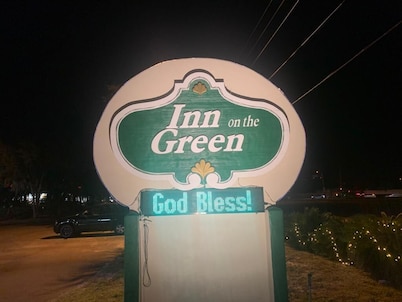 Inn on the
Green
God Bless!